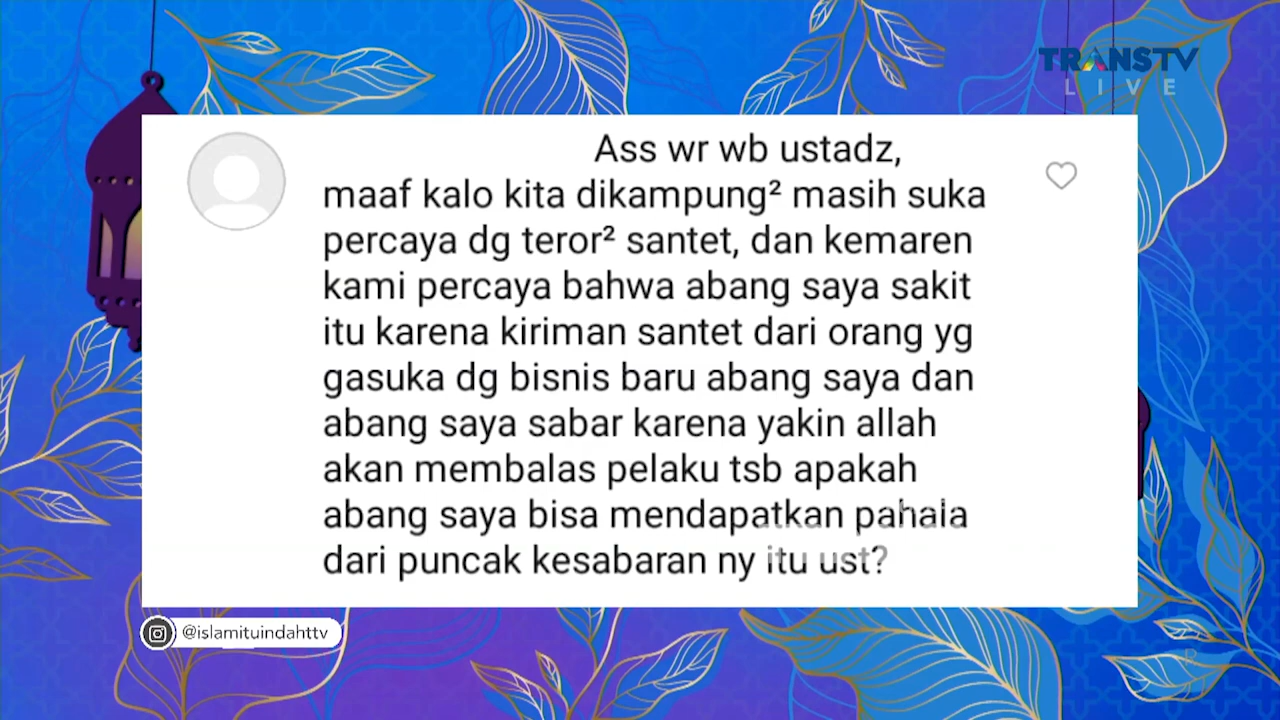 TRANSTV
LIVE
Ass wr wb ustadz,
maaf kalo kita dikampung² masih suka
percaya dg teror² santet, dan kemaren
kami percaya bahwa abang saya sakit
itu karena kiriman santet dari orang yg
gasuka dg bisnis baru abang saya dan
abang saya sabar karena yakin allah
akan membalas pelaku tsb apakah
abang saya bisa mendapatkan pahala
dari puncak kesabaran ny itu ust?
@islamituindahttv